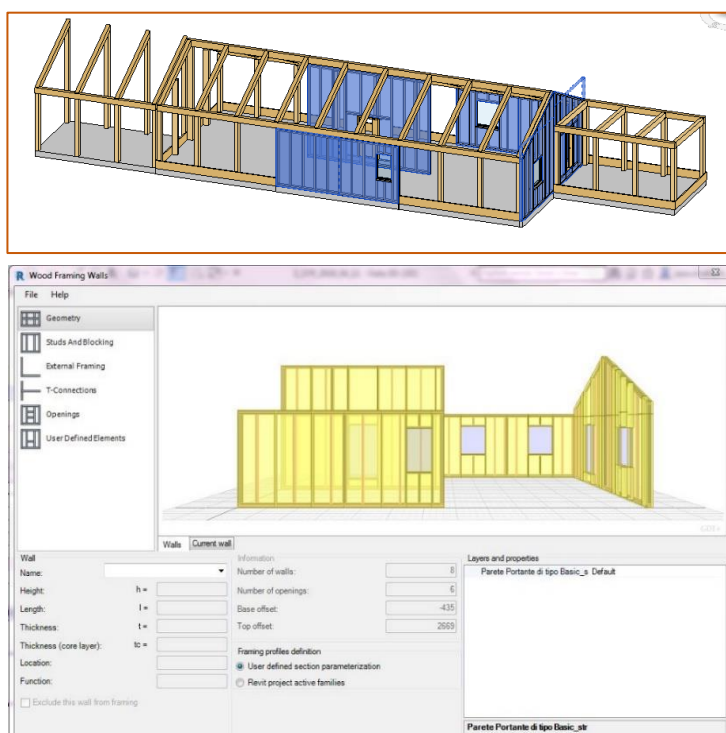 Wood Framing Walls
File Help
Geometry
Studs And Blocking
External Framing
T-Connections
Openings
User Defined Elements
Walls Current wall
Wall
Name:
Height: h =
Length: l =
Thickness: t =
Thickness (core layer): tc =
Location:
Function:
Exclude this wall from framing
Information
Number of walls: 8
Number of openings: 6
Base offset: -435
Top offset: 2669
Framing profiles definition
User defined section parameterization
Revit project active families
Layers and properties
Parete Portante di tipo Basic_s Default
Parete Portante di tipo Basic_str